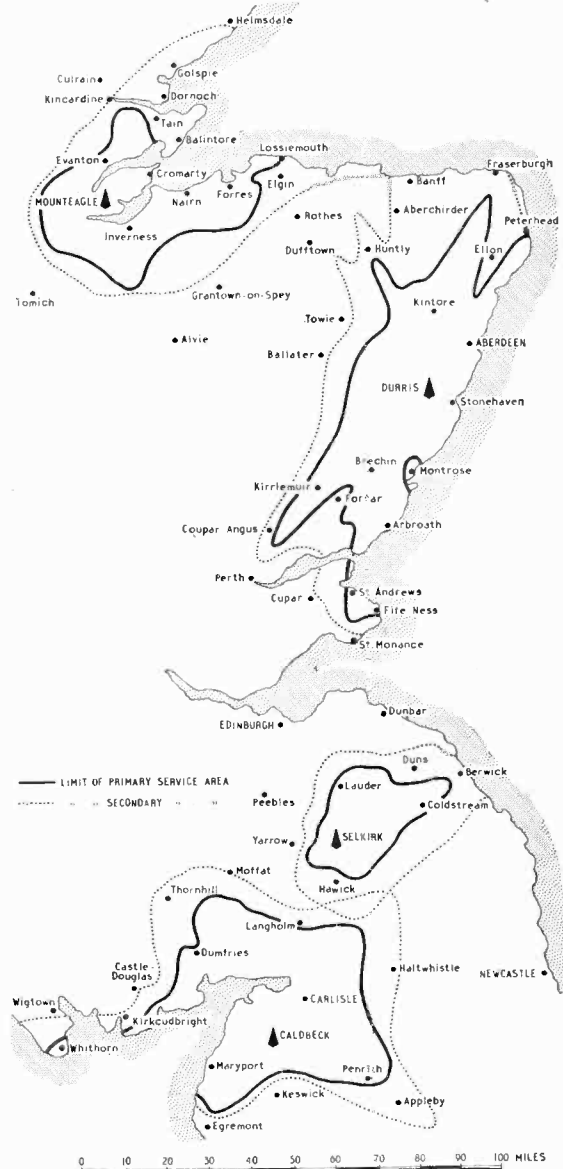 Helmsdale
Golspie
Culrain
Kincardine
Dornoch
Tain
Balintore
Evanton
Lossiemouth
Cromarty
Elgin
Banff
Fraserburgh
MOUNTEAGLE
Nairn
Forres
Rothes
Aberchirder
Peterhead
Inverness
Dufftown
Huntly
Ellon
Tomich
Grantown-on-Spey
Kintore
Towie
Alvie
Ballater
ABERDEEN
DURRIS
Stonehaven
Brechin
Montrose
Kirriemuir
Forfar
Coupar Angus
Arbroath
Perth
Cupar
St. Andrews
Fife Ness
St. Monance
EDINBURGH
Dunbar
LIMIT OF PRIMARY SERVICE AREA
" " SECONDARY " "
Duns
Berwick
Lauder
Peebles
Coldstream
Yarrow
SELKIRK
Moffat
Hawick
Thornhill
Langholm
Dumfries
Castle-
Douglas
Haltwhistle
NEWCASTLE
Wigtown
CARLISLE
Kirkcudbright
Whithorn
CALDBECK
Maryport
Penrith
Keswick
Appleby
Egremont
0 10 20 30 40 50 60 70 80 90 100 MILES